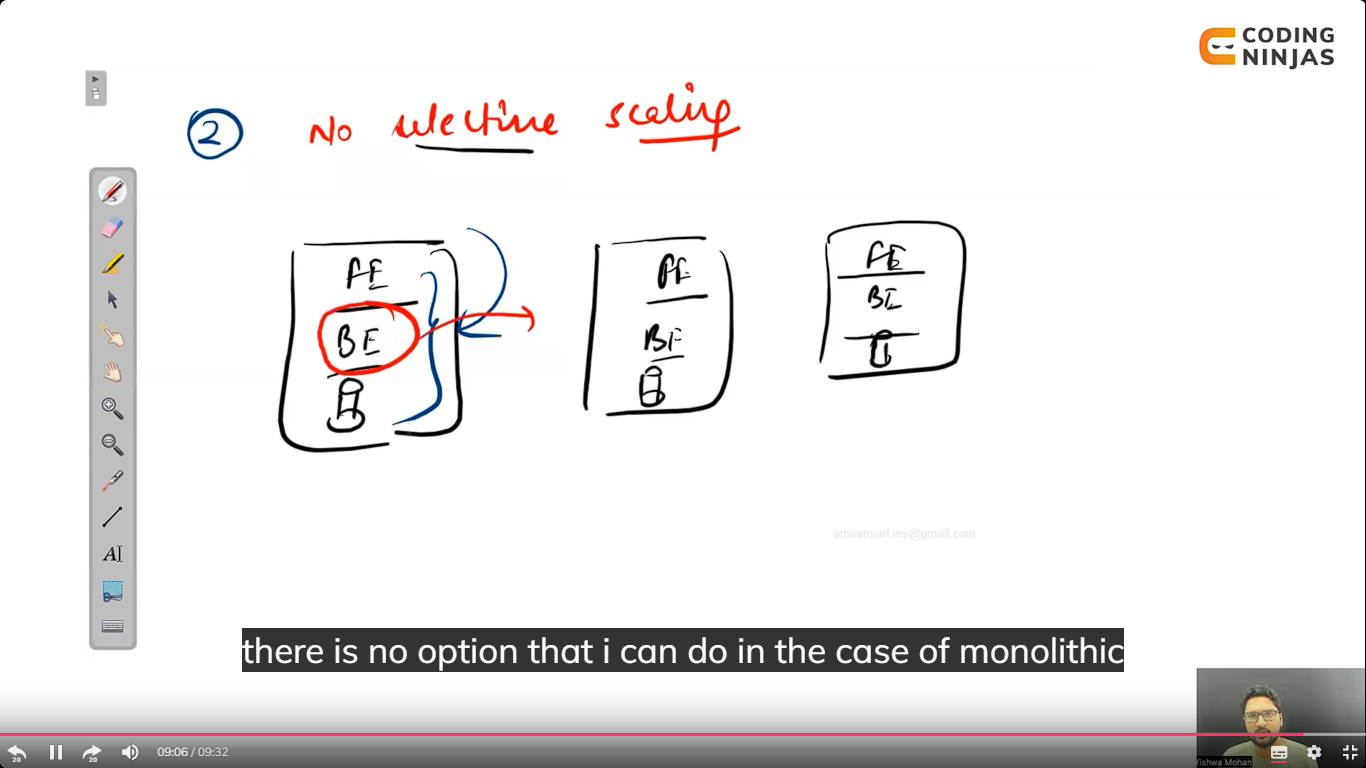 CODING
NINJAS
2 No selective scaling
FE FE FE
BE BE BE
amiransari.my@gmail.com
there is no option that i can do in the case of monolithic
20 20 09:06 / 09:32
Vishwa Mohan
AI